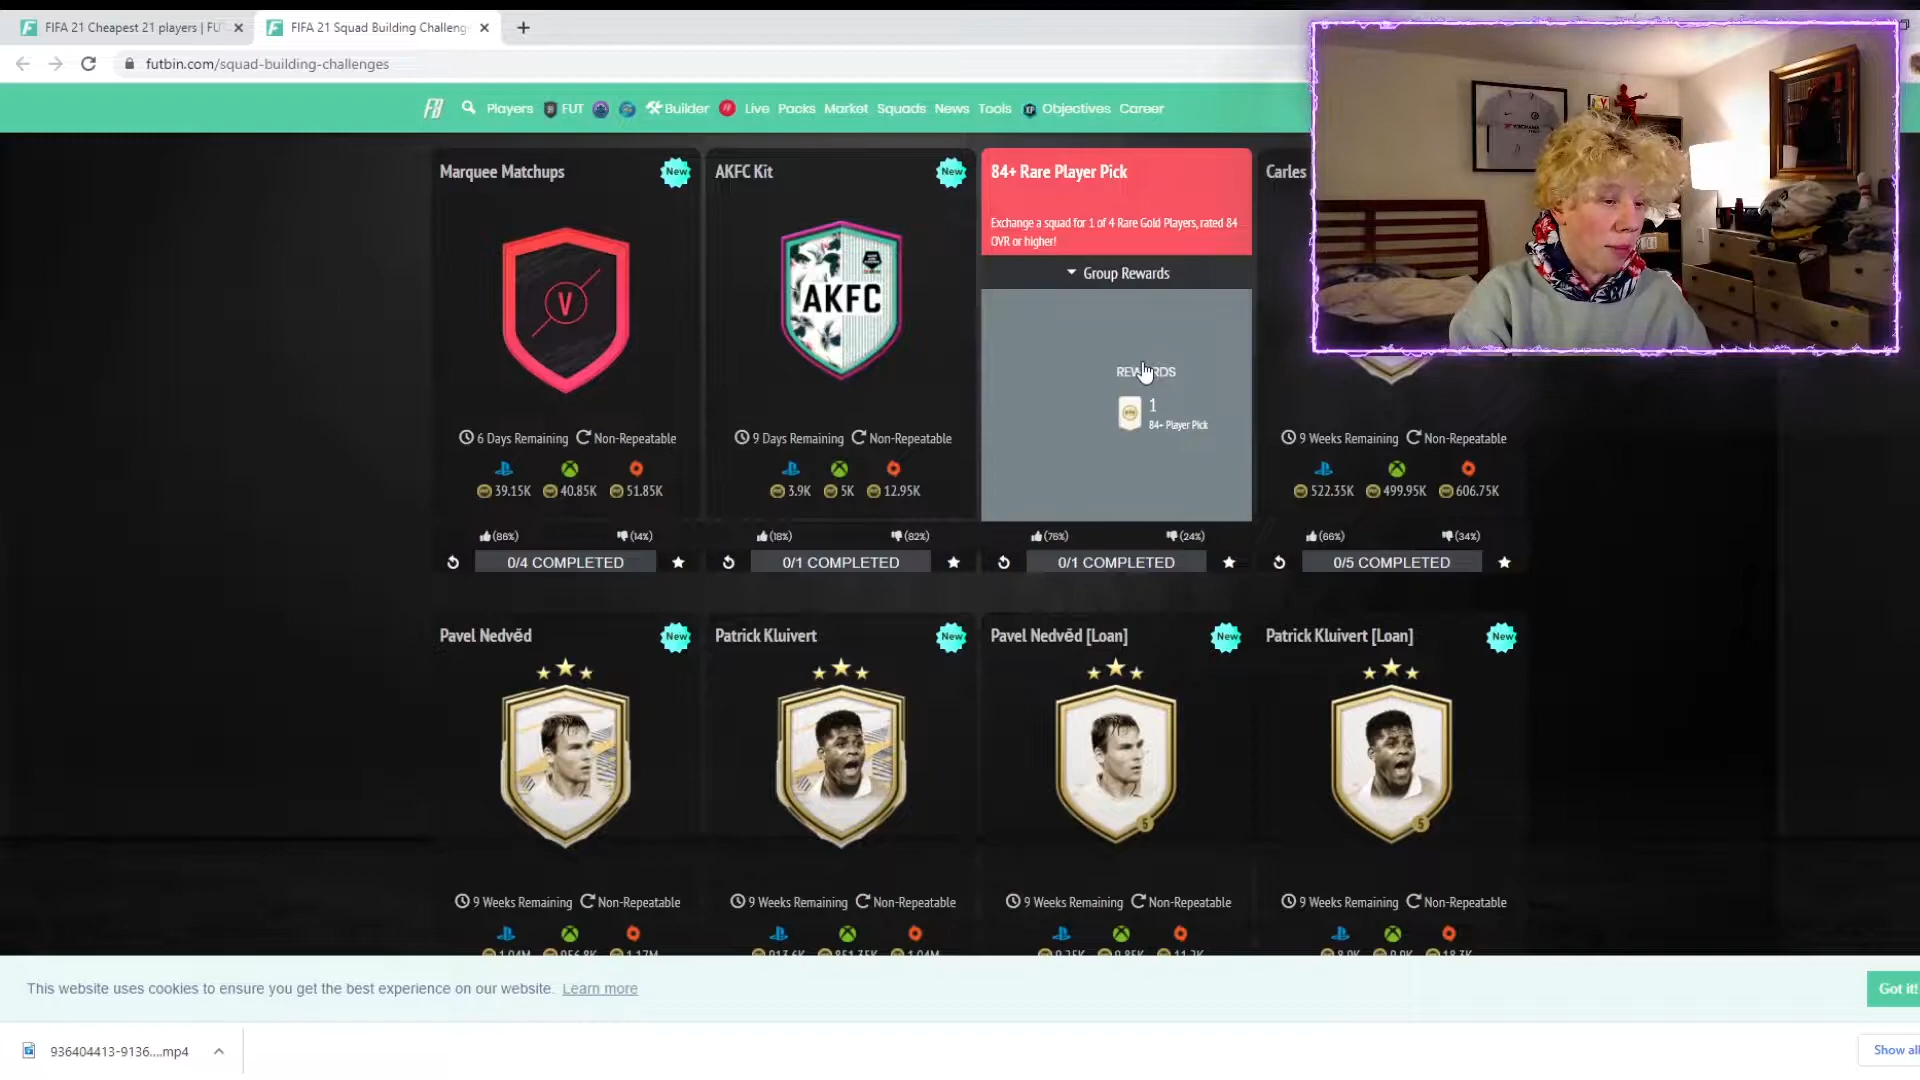 FIFA 21 Cheapest 21 players | FU
FIFA 21 Squad Building Challeng
futbin.com/squad-building-challenges
Players FUT Builder Live Packs Market Squads News Tools Objectives Career
Marquee Matchups New
AKFC Kit New
84+ Rare Player Pick
Carles
Exchange a squad for 1 of 4 Rare Gold Players, rated 84
OVR or higher!
Group Rewards
V
AKFC
REWARDS
1
84+ Player Pick
6 Days Remaining Non-Repeatable
9 Days Remaining Non-Repeatable
9 Weeks Remaining Non-Repeatable
39.15K 40.85K 51.85K
3.9K 5K 12.95K
522.35K 499.95K 606.75K
(86%) (14%)
(18%) (82%)
(76%) (24%)
(66%) (34%)
0/4 COMPLETED
0/1 COMPLETED
0/1 COMPLETED
0/5 COMPLETED
Pavel Nedvěd New
Patrick Kluivert New
Pavel Nedvěd [Loan] New
Patrick Kluivert [Loan] New
5
5
9 Weeks Remaining Non-Repeatable
9 Weeks Remaining Non-Repeatable
9 Weeks Remaining Non-Repeatable
9 Weeks Remaining Non-Repeatable
This website uses cookies to ensure you get the best experience on our website. Learn more
Got it!
936404413-9136....mp4
Show all